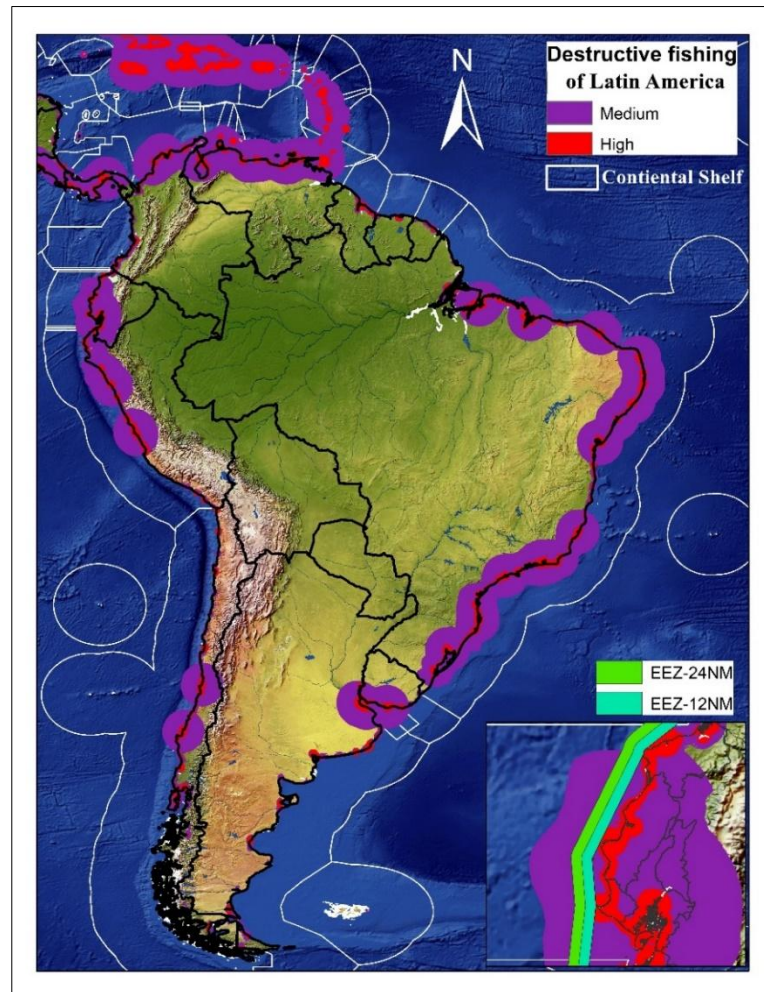 Destructive fishing
of Latin America
Medium
High
Contiental Shelf
N
EEZ-24NM
EEZ-12NM